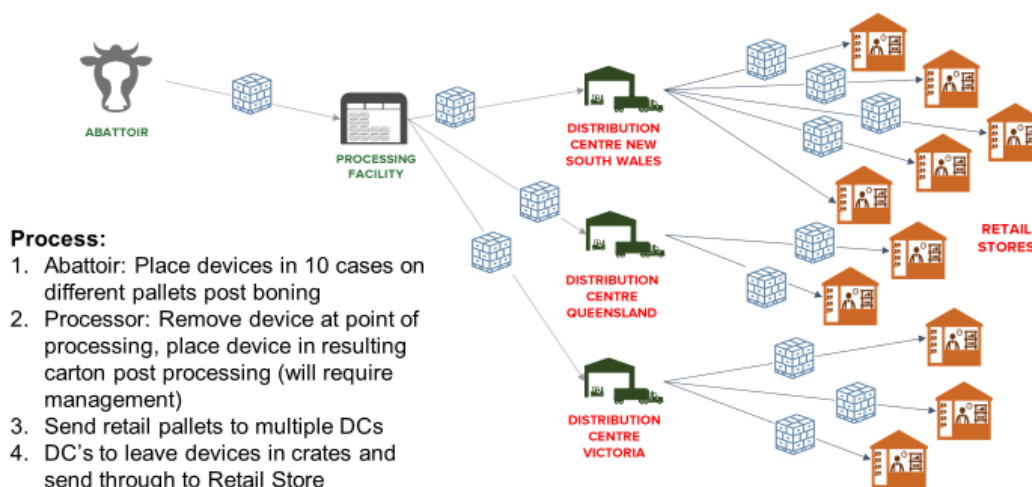 ABATTOIR
PROCESSING
FACILITY
DISTRIBUTION
CENTRE NEW
SOUTH WALES
DISTRIBUTION
CENTRE
QUEENSLAND
DISTRIBUTION
CENTRE
VICTORIA
RETAIL
STORES
Process:
1. Abattoir: Place devices in 10 cases on
different pallets post boning
2. Processor: Remove device at point of
processing, place device in resulting
carton post processing (will require
management)
3. Send retail pallets to multiple DCs
4. DC's to leave devices in crates and
send through to Retail Store